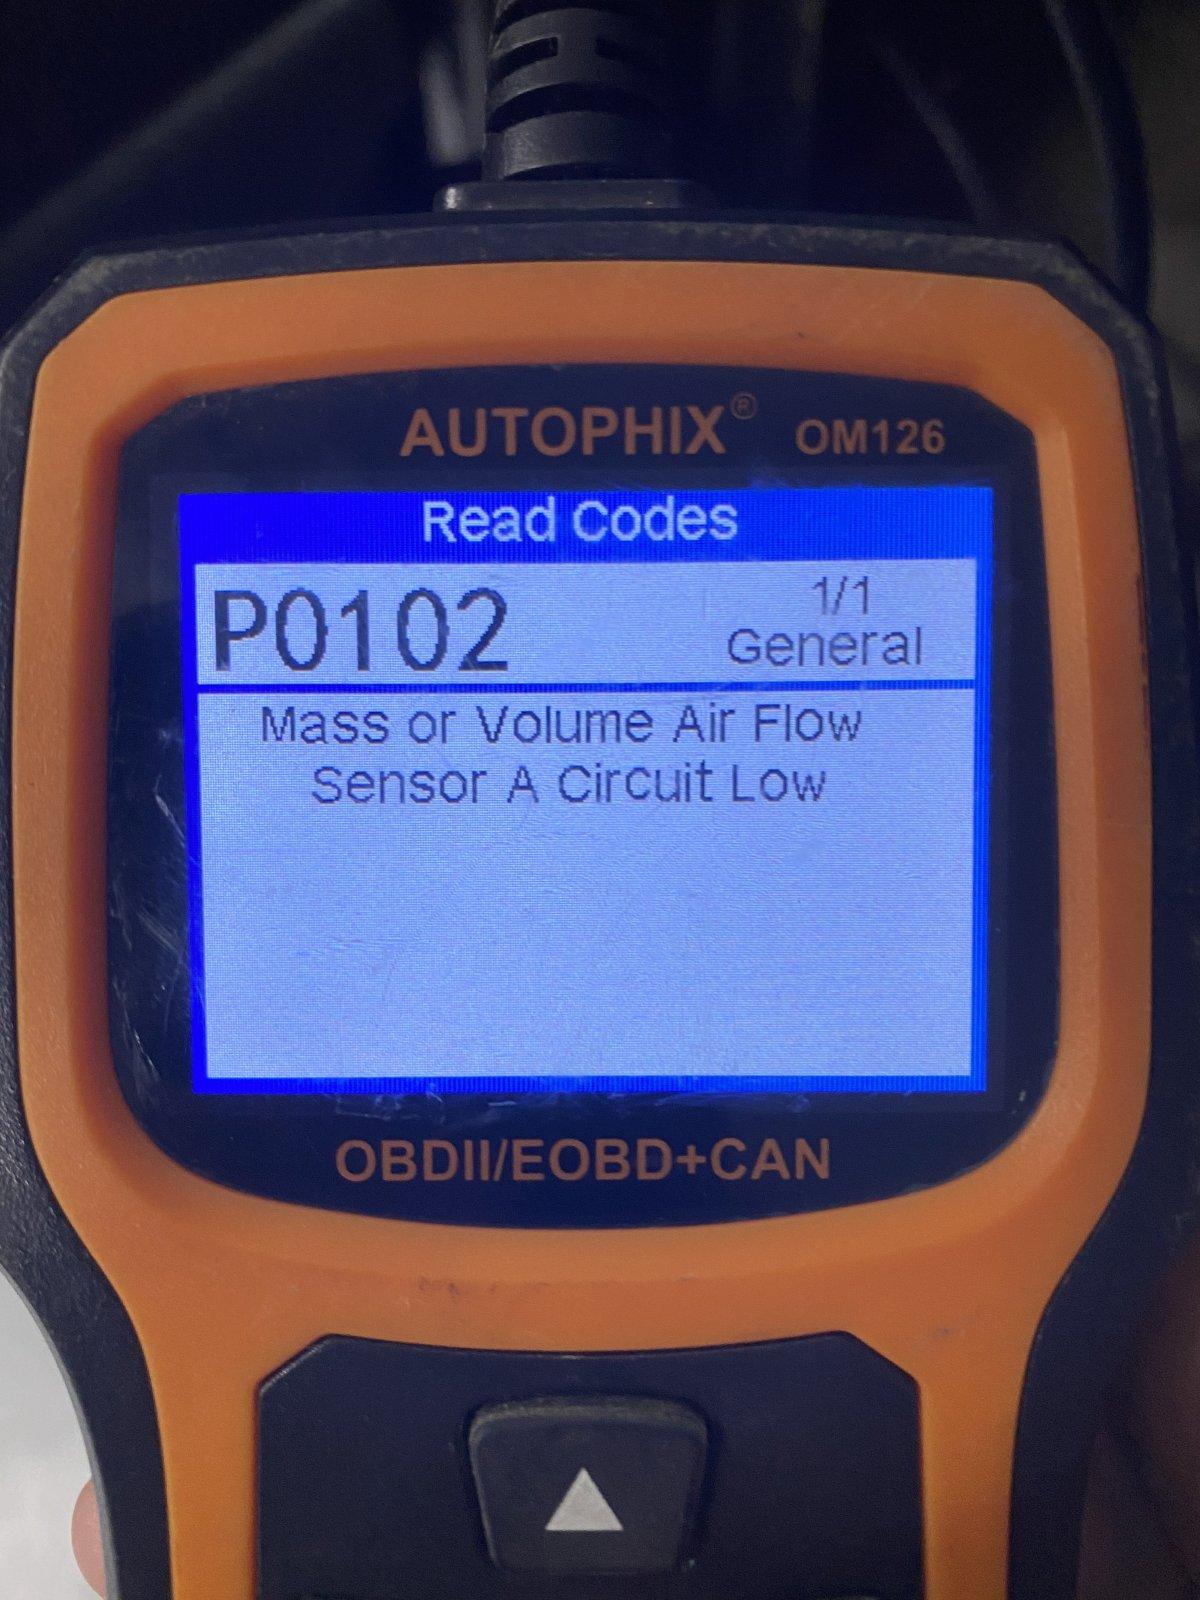 AUTOPHIX® OM126
Read Codes
P0102
1/1
General
Mass or Volume Air Flow
Sensor A Circuit Low
OBDII/EOBD+CAN